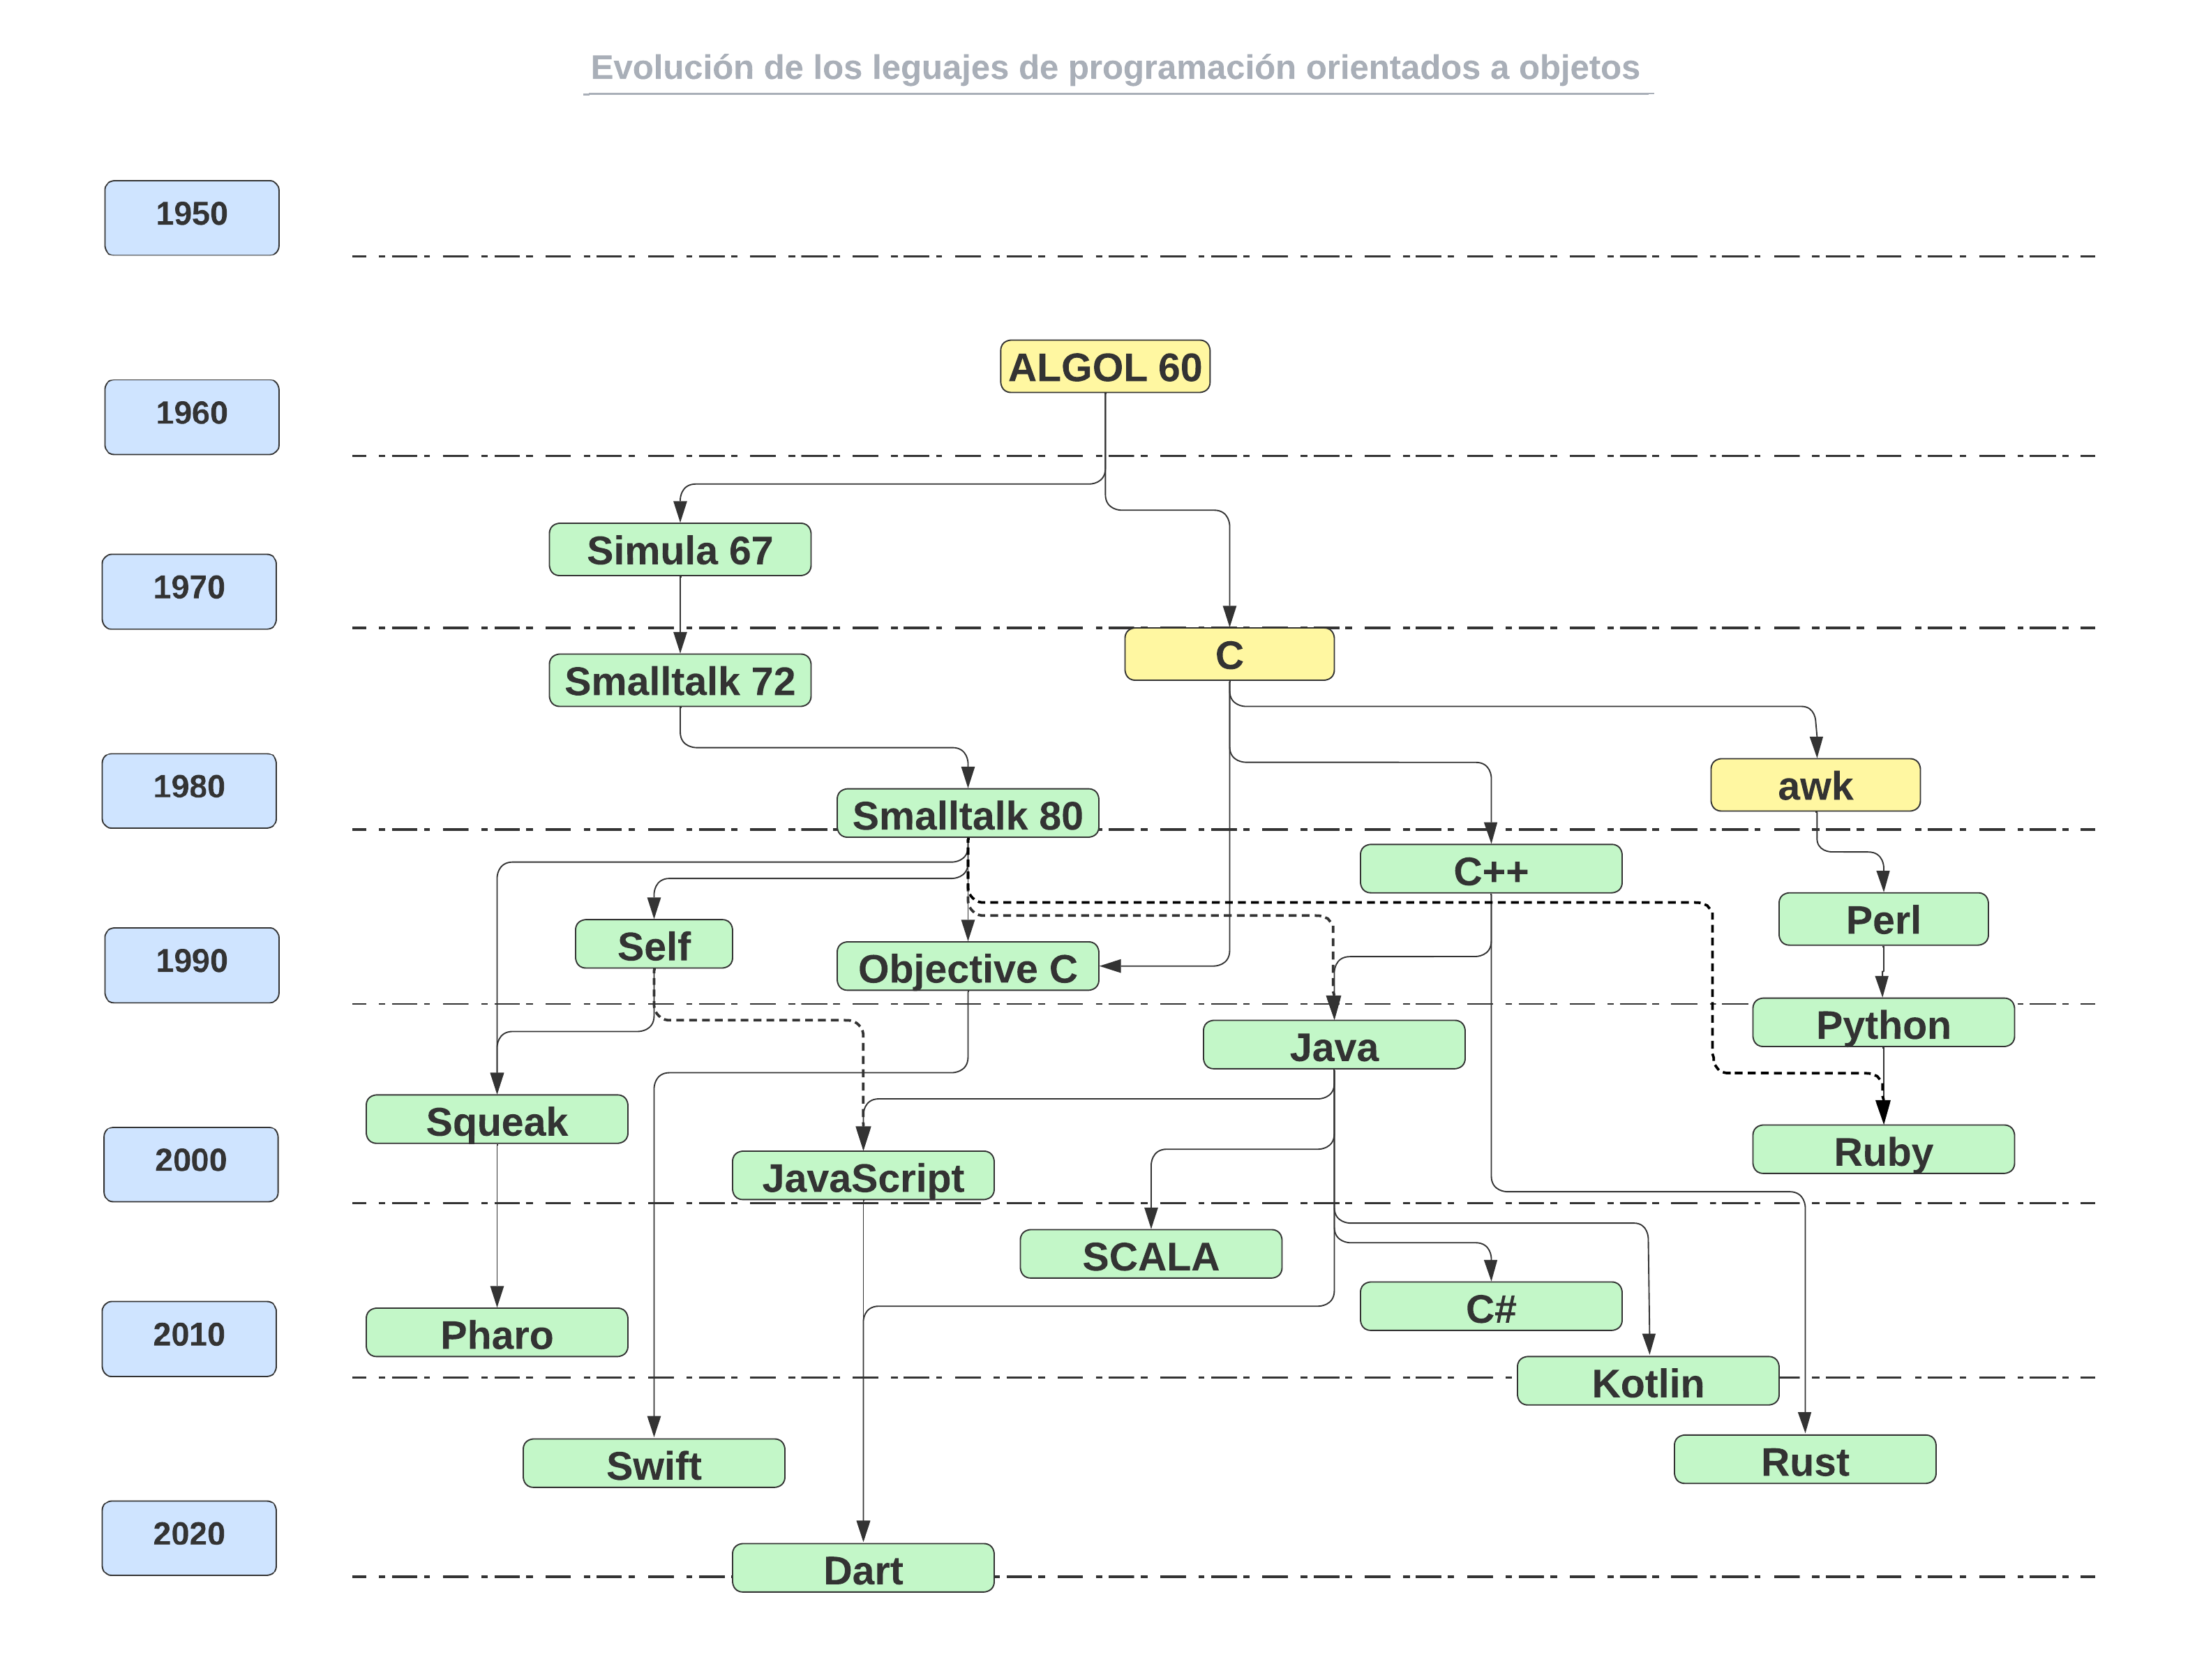 Evolución de los leguajes de programación orientados a objetos
1950
ALGOL 60
1960
Simula 67
1970
C
Smalltalk 72
1980
awk
Smalltalk 80
C++
Perl
Self
1990
Objective C
Python
Java
Squeak
2000
Ruby
JavaScript
SCALA
C#
2010
Pharo
Kotlin
Swift
Rust
2020
Dart